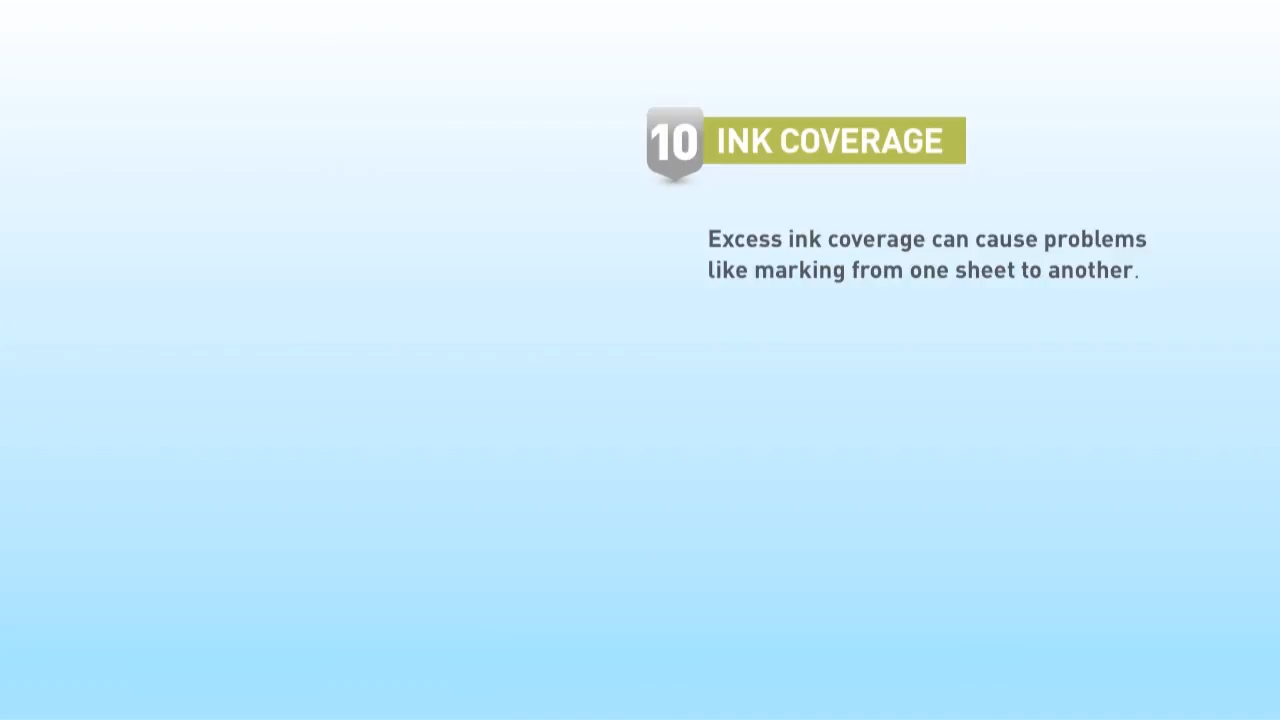 10 INK COVERAGE
Excess ink coverage can cause problems
like marking from one sheet to another.